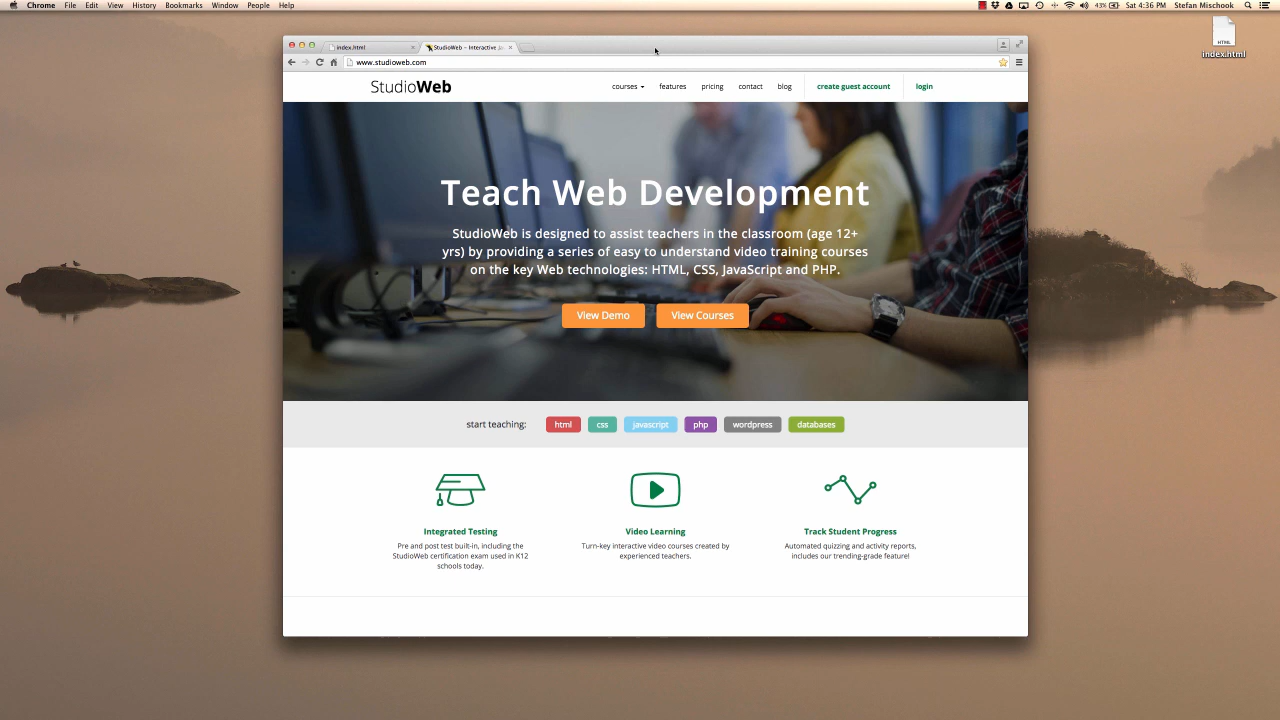 Chrome File Edit View History Bookmarks Window People Help
43% Sat 4:36 PM Stefan Mischook
HTML
index.html
index.html
StudioWeb – Interactive
www.studioweb.com
StudioWeb
courses features pricing contact blog create guest account login
Teach Web Development
StudioWeb is designed to assist teachers in the classroom (age 12+
yrs) by providing a series of easy to understand video training courses
on the key Web technologies: HTML, CSS, JavaScript and PHP.
View Demo View Courses
start teaching: html css javascript php wordpress databases
Integrated Testing
Pre and post test built-in, including the
StudioWeb certification exam used in K12
schools today.
Video Learning
Turn-key interactive video courses created by
experienced teachers.
Track Student Progress
Automated quizzing and activity reports,
includes our trending-grade feature!